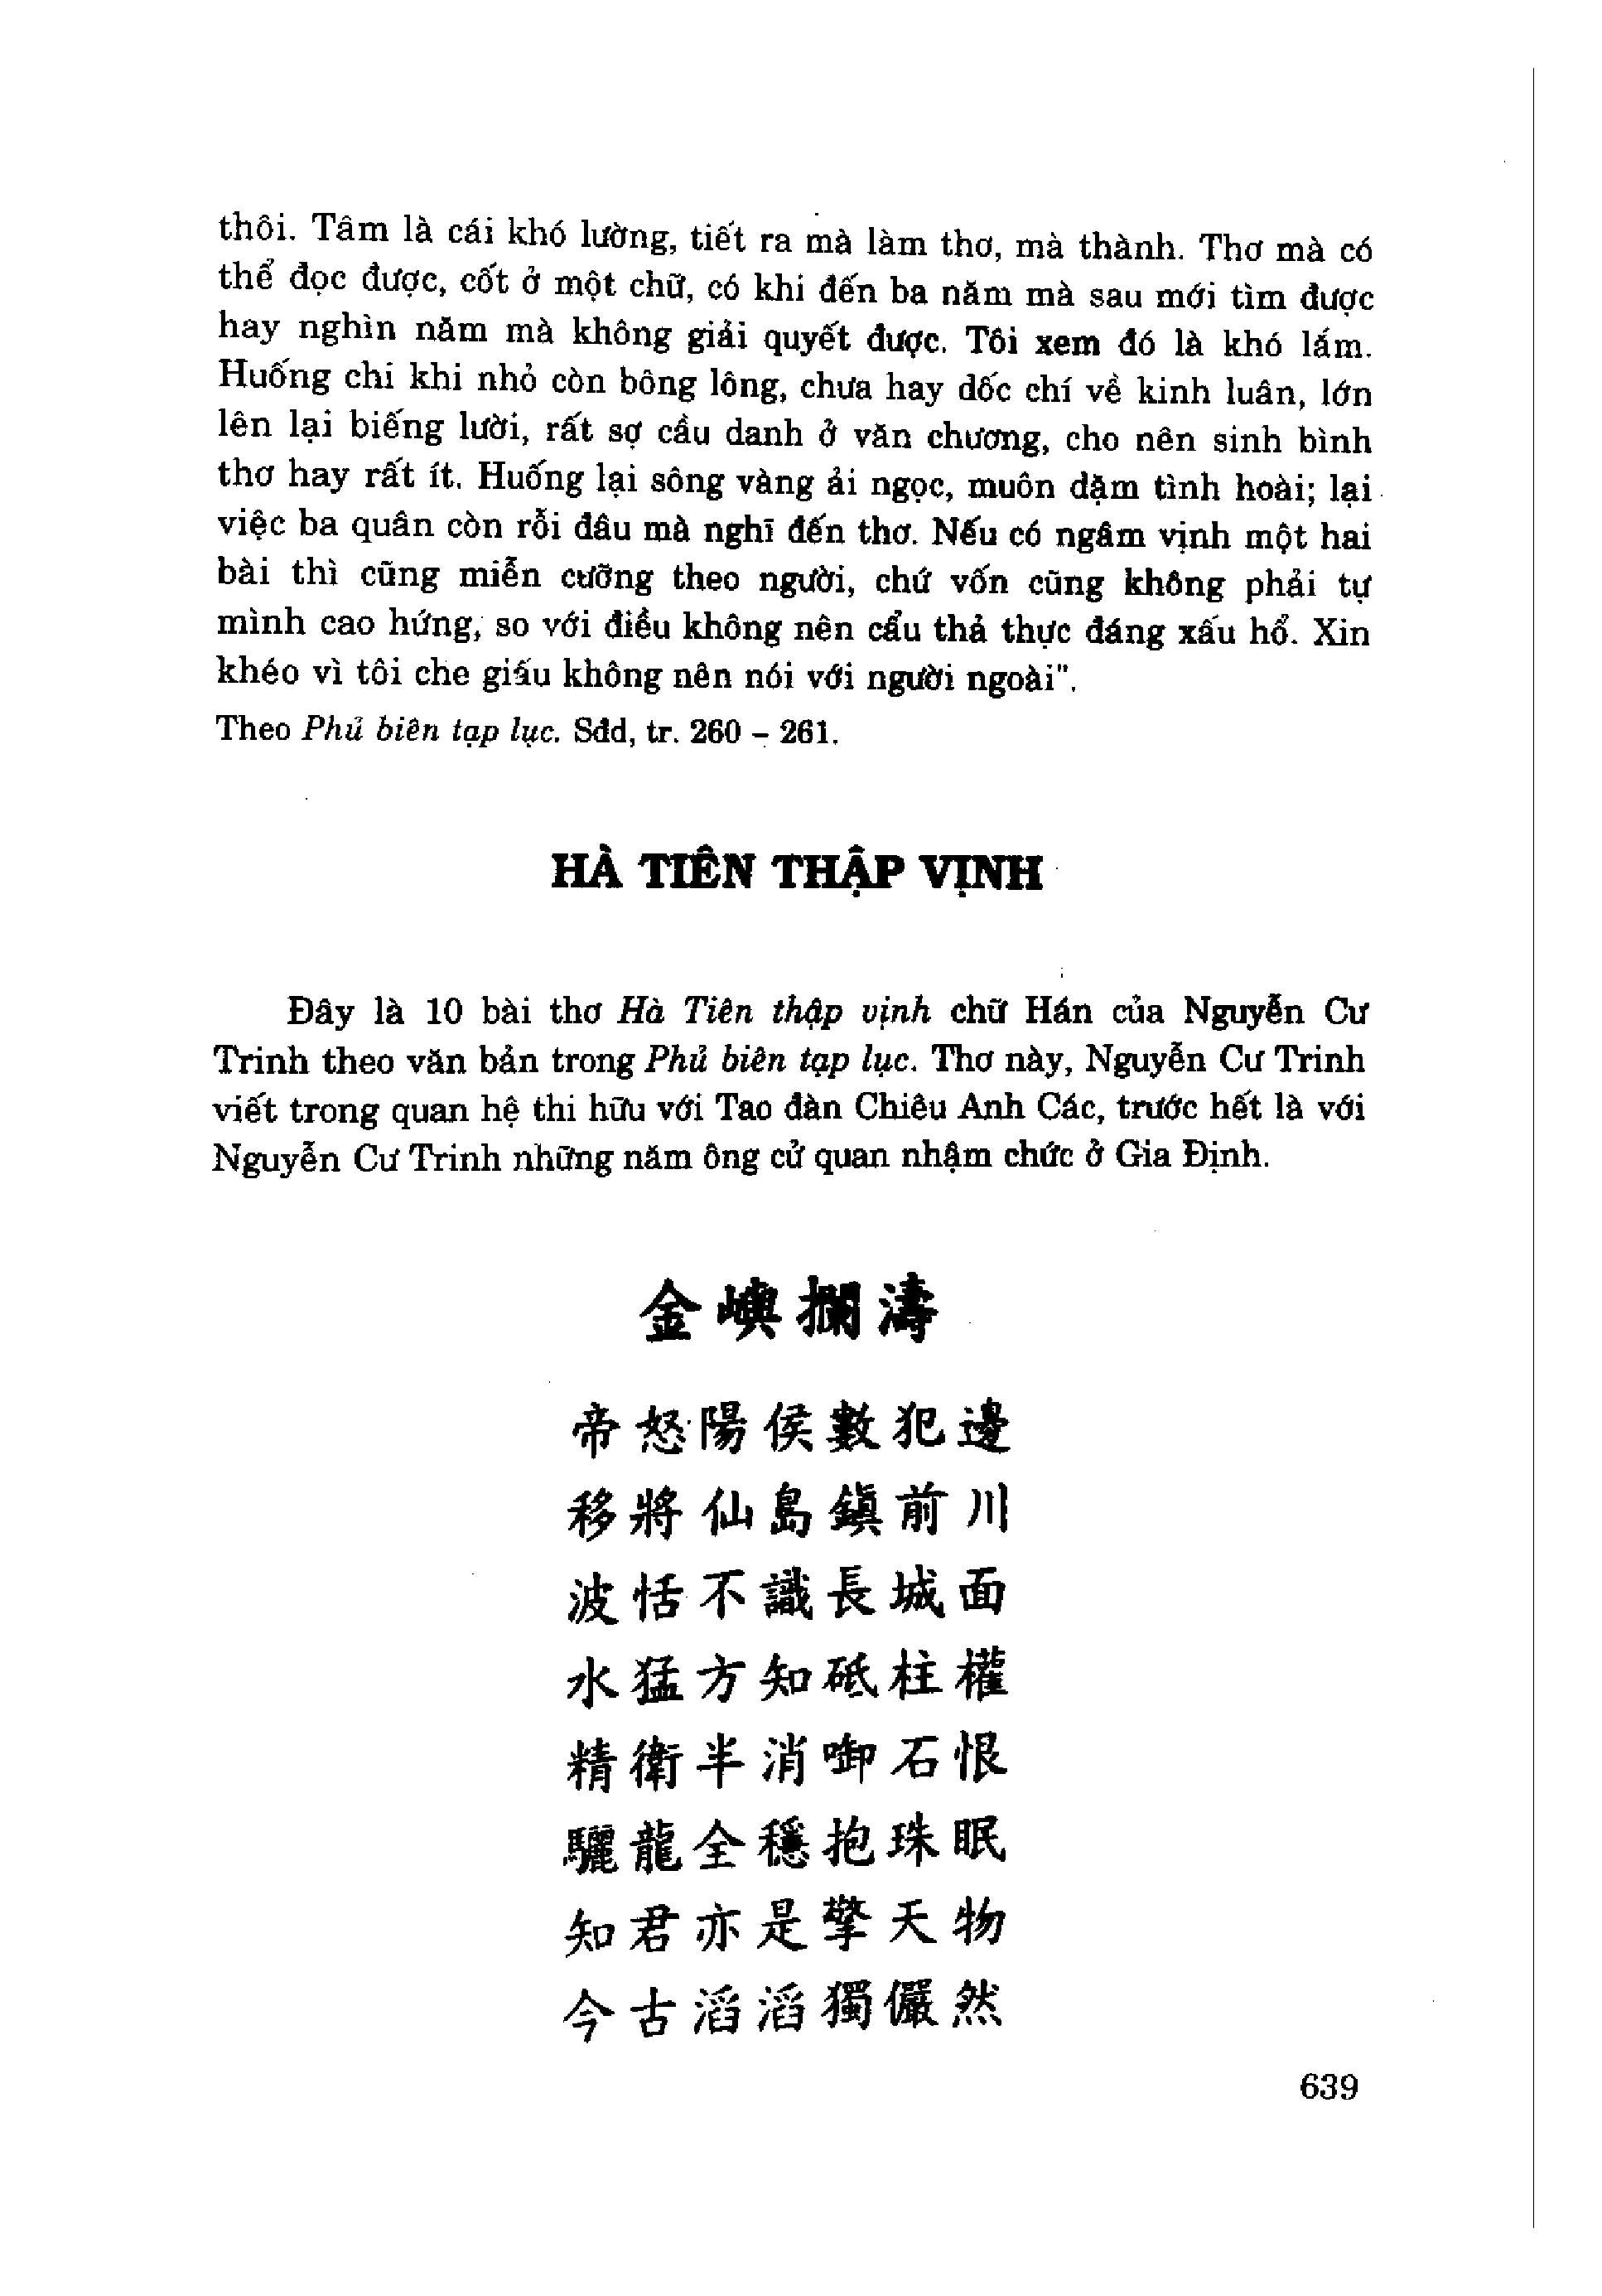 thôi. Tâm là cái khó lường, tiết ra mà làm thơ, mà thành. Thơ mà có
thể đọc được, cốt ở một chữ, có khi đến ba năm mà sau mới tìm được
hay nghìn năm mà không giải quyết được. Tôi xem đó là khó lắm.
Huống chi khi nhỏ còn bông lông, chưa hay dốc chí về kinh luân, lớn
lên lại biếng lười, rất sợ cầu danh ở văn chương, cho nên sinh bình
thơ hay rất ít. Huống lại sông vàng ải ngọc, muôn dặm tình hoài; lại
việc ba quân còn rỗi đâu mà nghĩ đến thơ. Nếu có ngâm vịnh một hai
bài thì cũng miễn cưỡng theo người, chứ vốn cũng không phải tự
mình cao hứng, so với điều không nên cẩu thả thực đáng xấu hổ. Xin
khéo vì tôi che giấu không nên nói với người ngoài".
Theo Phủ biên tạp lục. Sđd, tr. 260 – 261.
HÀ TIÊN THẬP VỊNH
Đây là 10 bài thơ Hà Tiên thập vịnh chữ Hán của Nguyễn Cư
Trinh theo văn bản trong Phủ biên tạp lục. Thơ này, Nguyễn Cư Trinh
viết trong quan hệ thi hữu với Tao đàn Chiêu Anh Các, trước hết là với
Nguyễn Cư Trinh những năm ông cử quan nhậm chức ở Gia Định.
金嶼攔濤
帝怒陽侯數犯邊
移將仙島鎮前川
波恬不識長城面
水猛方知砥柱權
精衛半消啣石恨
驪龍全穩抱珠眠
知君亦是擎天物
今古滔滔獨儼然
639